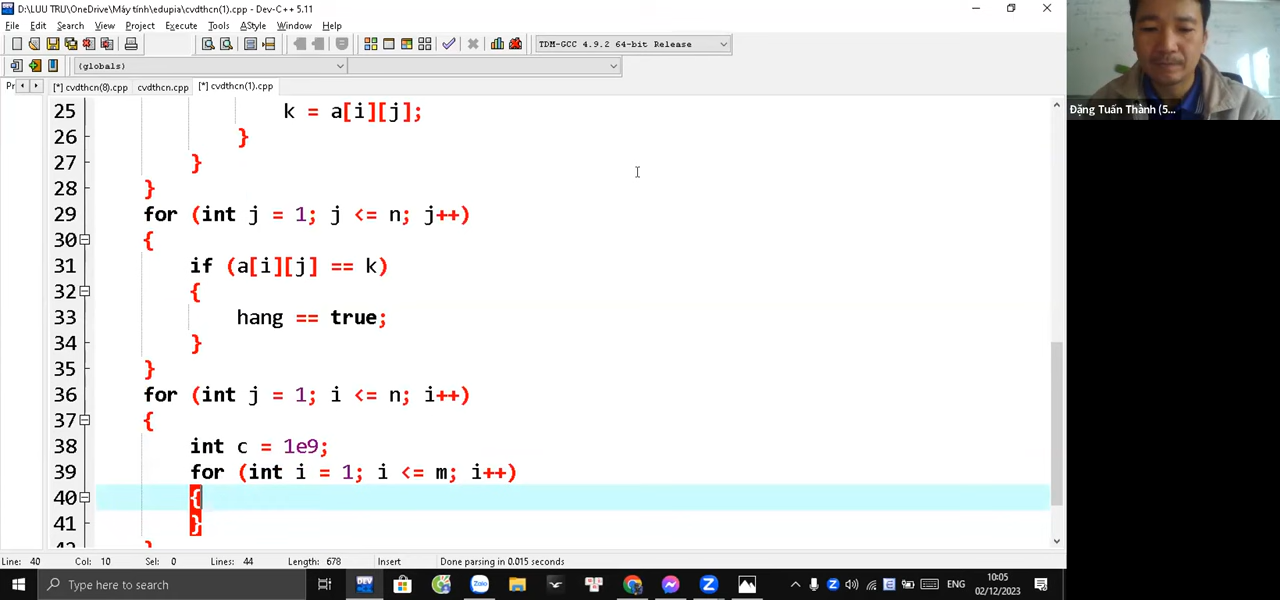 D:\LUU TRU\OneDrive\Máy tính\edupia\cvdthcn(1).cpp - Dev-C++ 5.11
File Edit Search View Project Execute Tools AStyle Window Help
TDM-GCC 4.9.2 64-bit Release
(globals)
Pr [*] cvdthcn(8).cpp cvdthcn.cpp [*] cvdthcn(1).cpp
Đặng Tuấn Thành (5...
25 k = a[i][j];
26 }
27 }
28 }
29 for (int j = 1; j <= n; j++)
30 {
31 if (a[i][j] == k)
32 {
33 hang == true;
34 }
35 }
36 for (int j = 1; i <= n; i++)
37 {
38 int c = 1e9;
39 for (int i = 1; i <= m; i++)
40 {
41 }
Line: 40 Col: 10 Sel: 0 Lines: 44 Length: 678 Insert Done parsing in 0.015 seconds
Type here to search
DEV
Zalo
ENG
10:05
02/12/2023